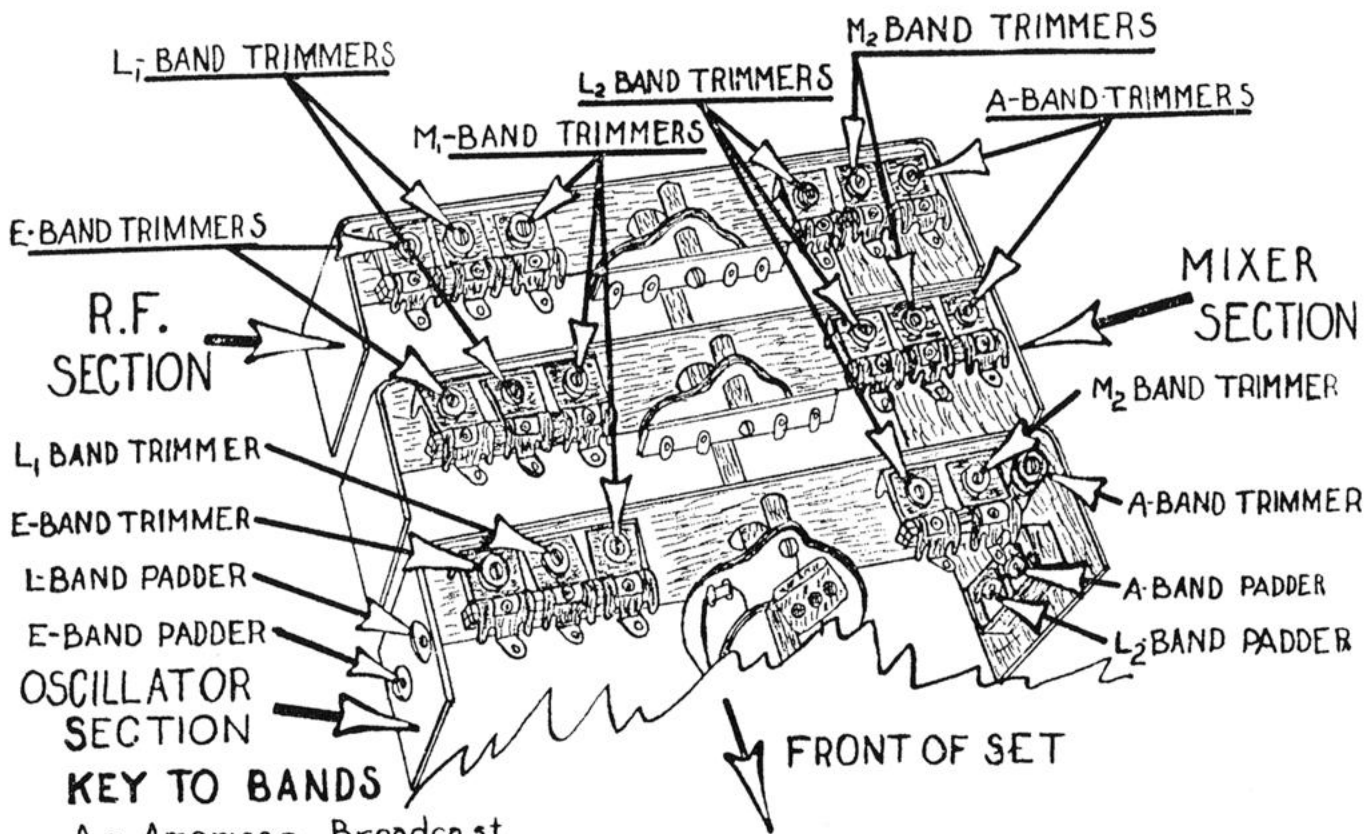 M₂ BAND TRIMMERS
L₁- BAND TRIMMERS
L₂ BAND TRIMMERS
A-BAND-TRIMMERS
M₁-BAND TRIMMERS
E-BAND TRIMMERS
R.F.
SECTION
MIXER
SECTION
M₂ BAND TRIMMER
L₁ BAND TRIMMER
A-BAND TRIMMER
E-BAND TRIMMER
L-BAND PADDER
A-BAND PADDER
E-BAND PADDER
L₂-BAND PADDER
OSCILLATOR
SECTION
FRONT OF SET
KEY TO BANDS
A - American Broadcast